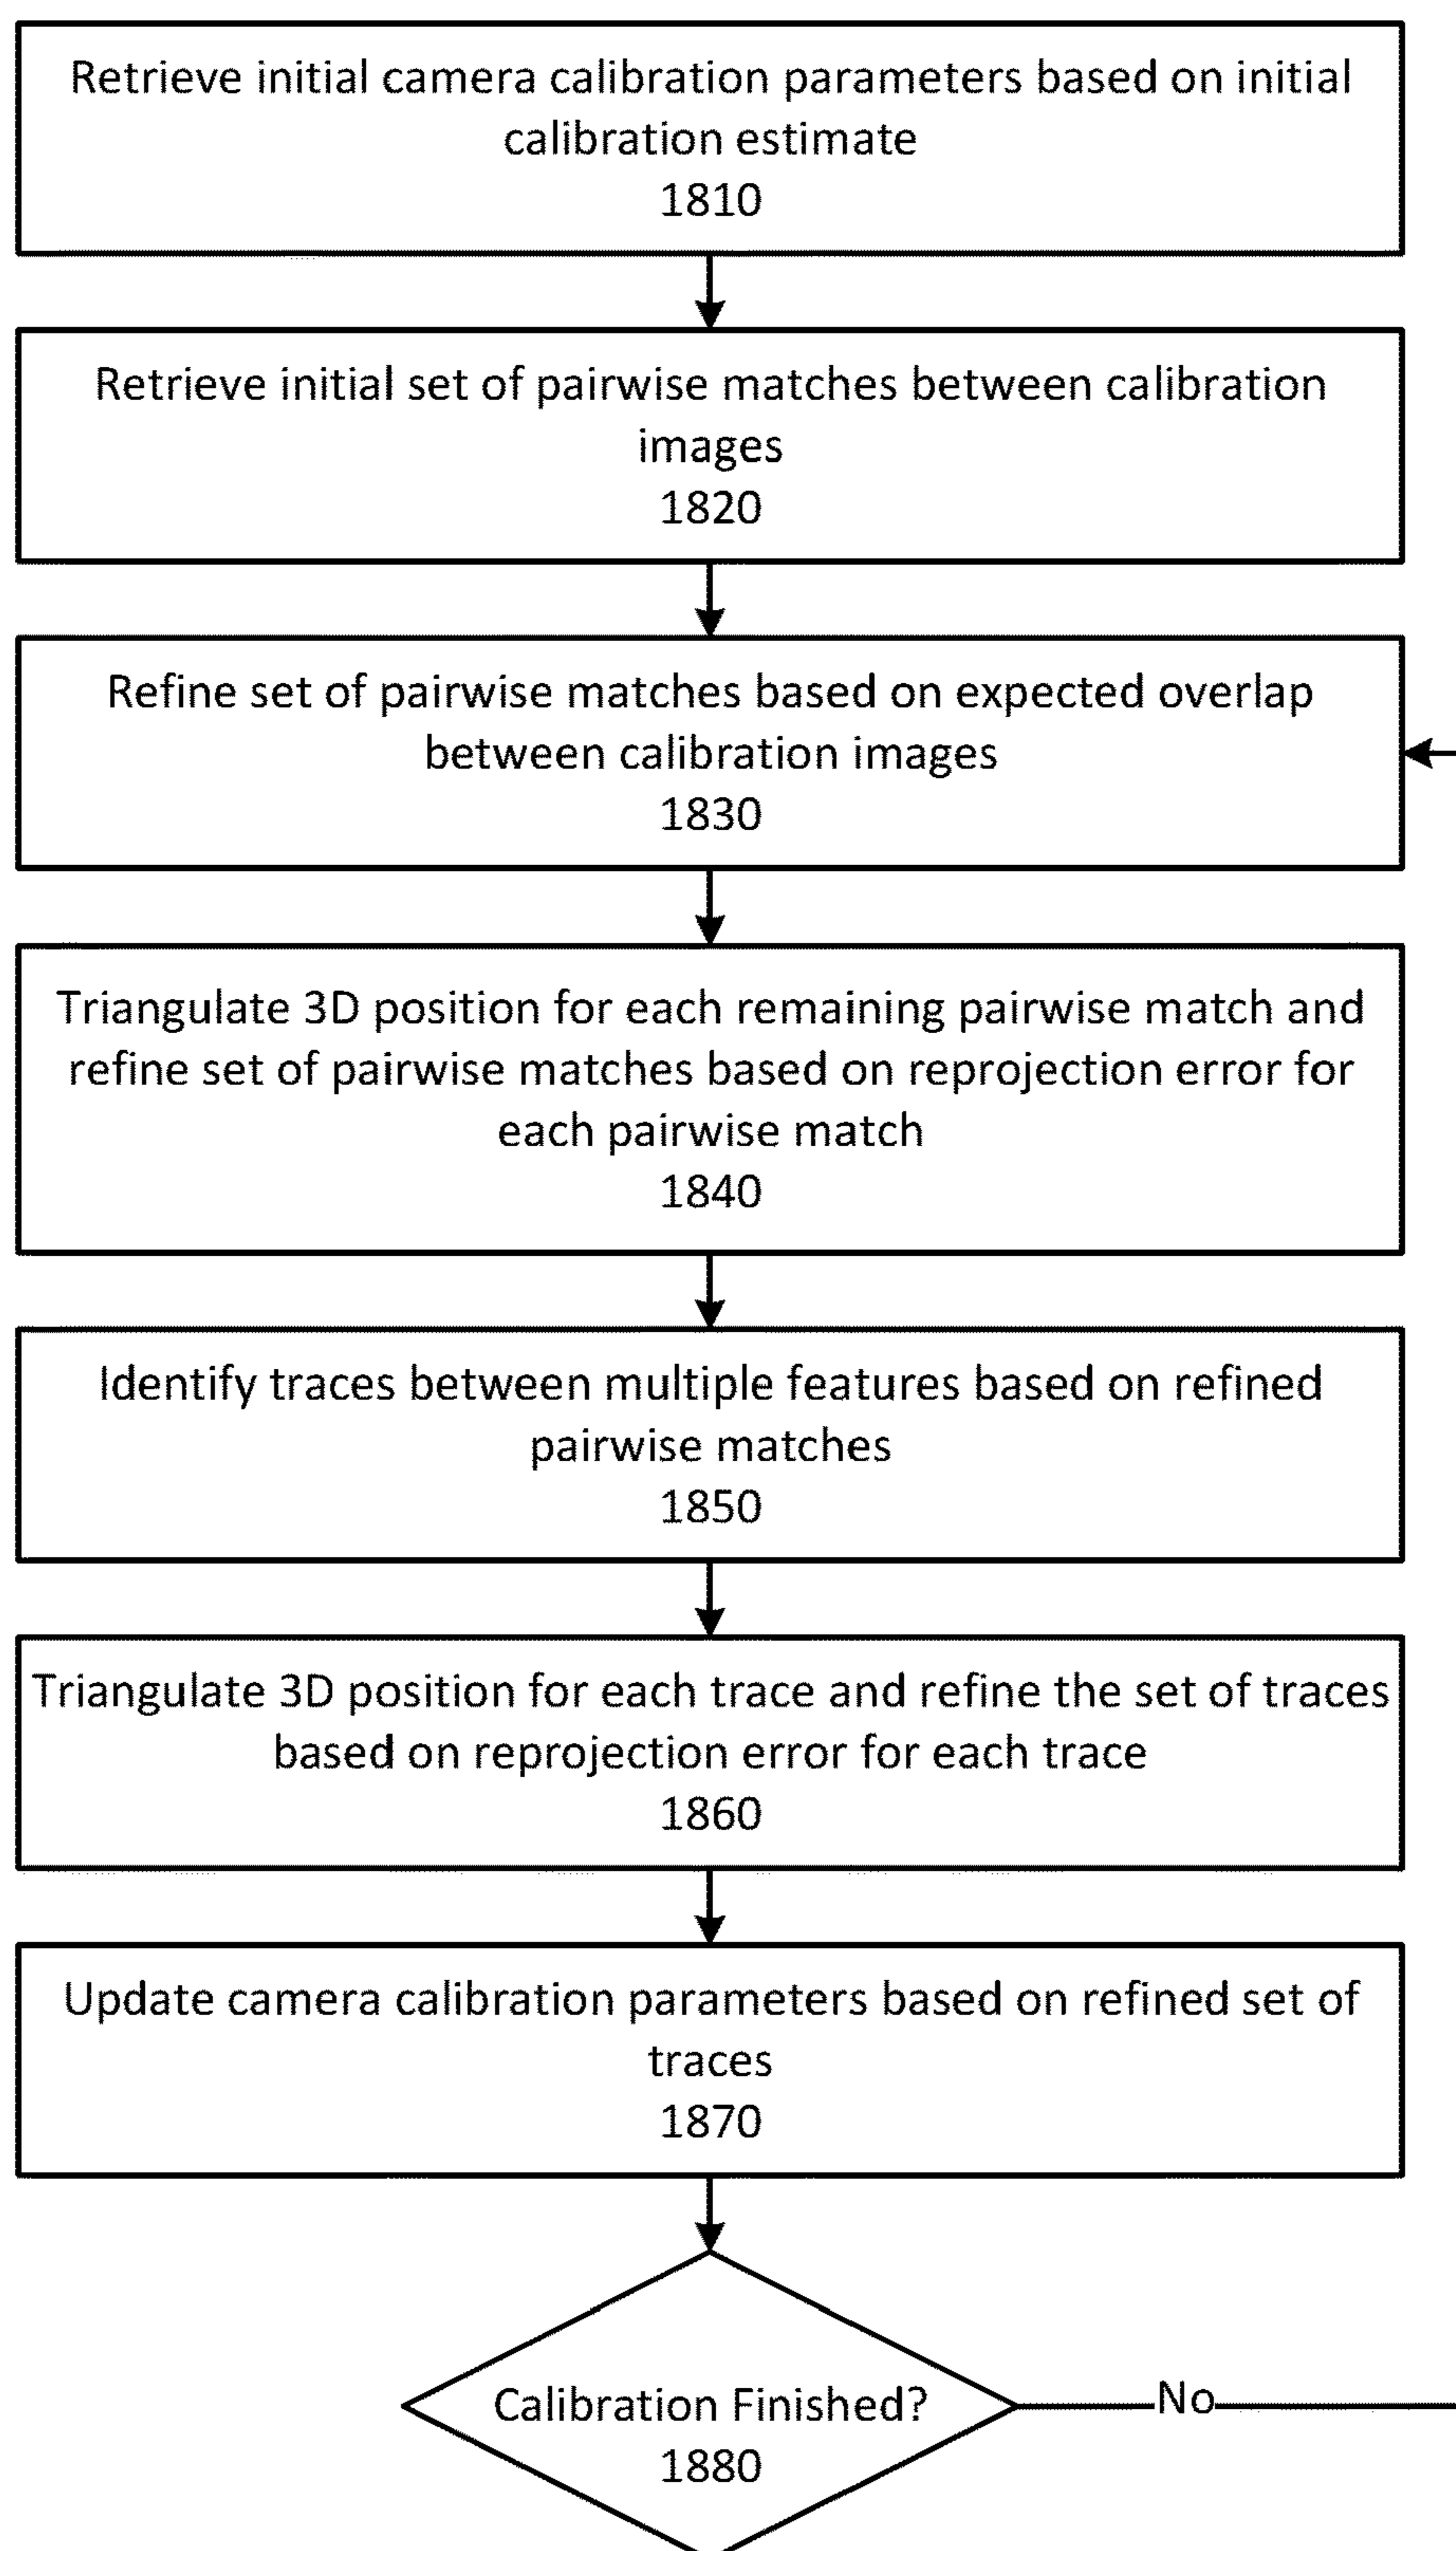 Retrieve initial camera calibration parameters based on initial
calibration estimate
1810
Retrieve initial set of pairwise matches between calibration
images
1820
Refine set of pairwise matches based on expected overlap
between calibration images
1830
Triangulate 3D position for each remaining pairwise match and
refine set of pairwise matches based on reprojection error for
each pairwise match
1840
Identify traces between multiple features based on refined
pairwise matches
1850
Triangulate 3D position for each trace and refine the set of traces
based on reprojection error for each trace
1860
Update camera calibration parameters based on refined set of
traces
1870
Calibration Finished?
No
1880